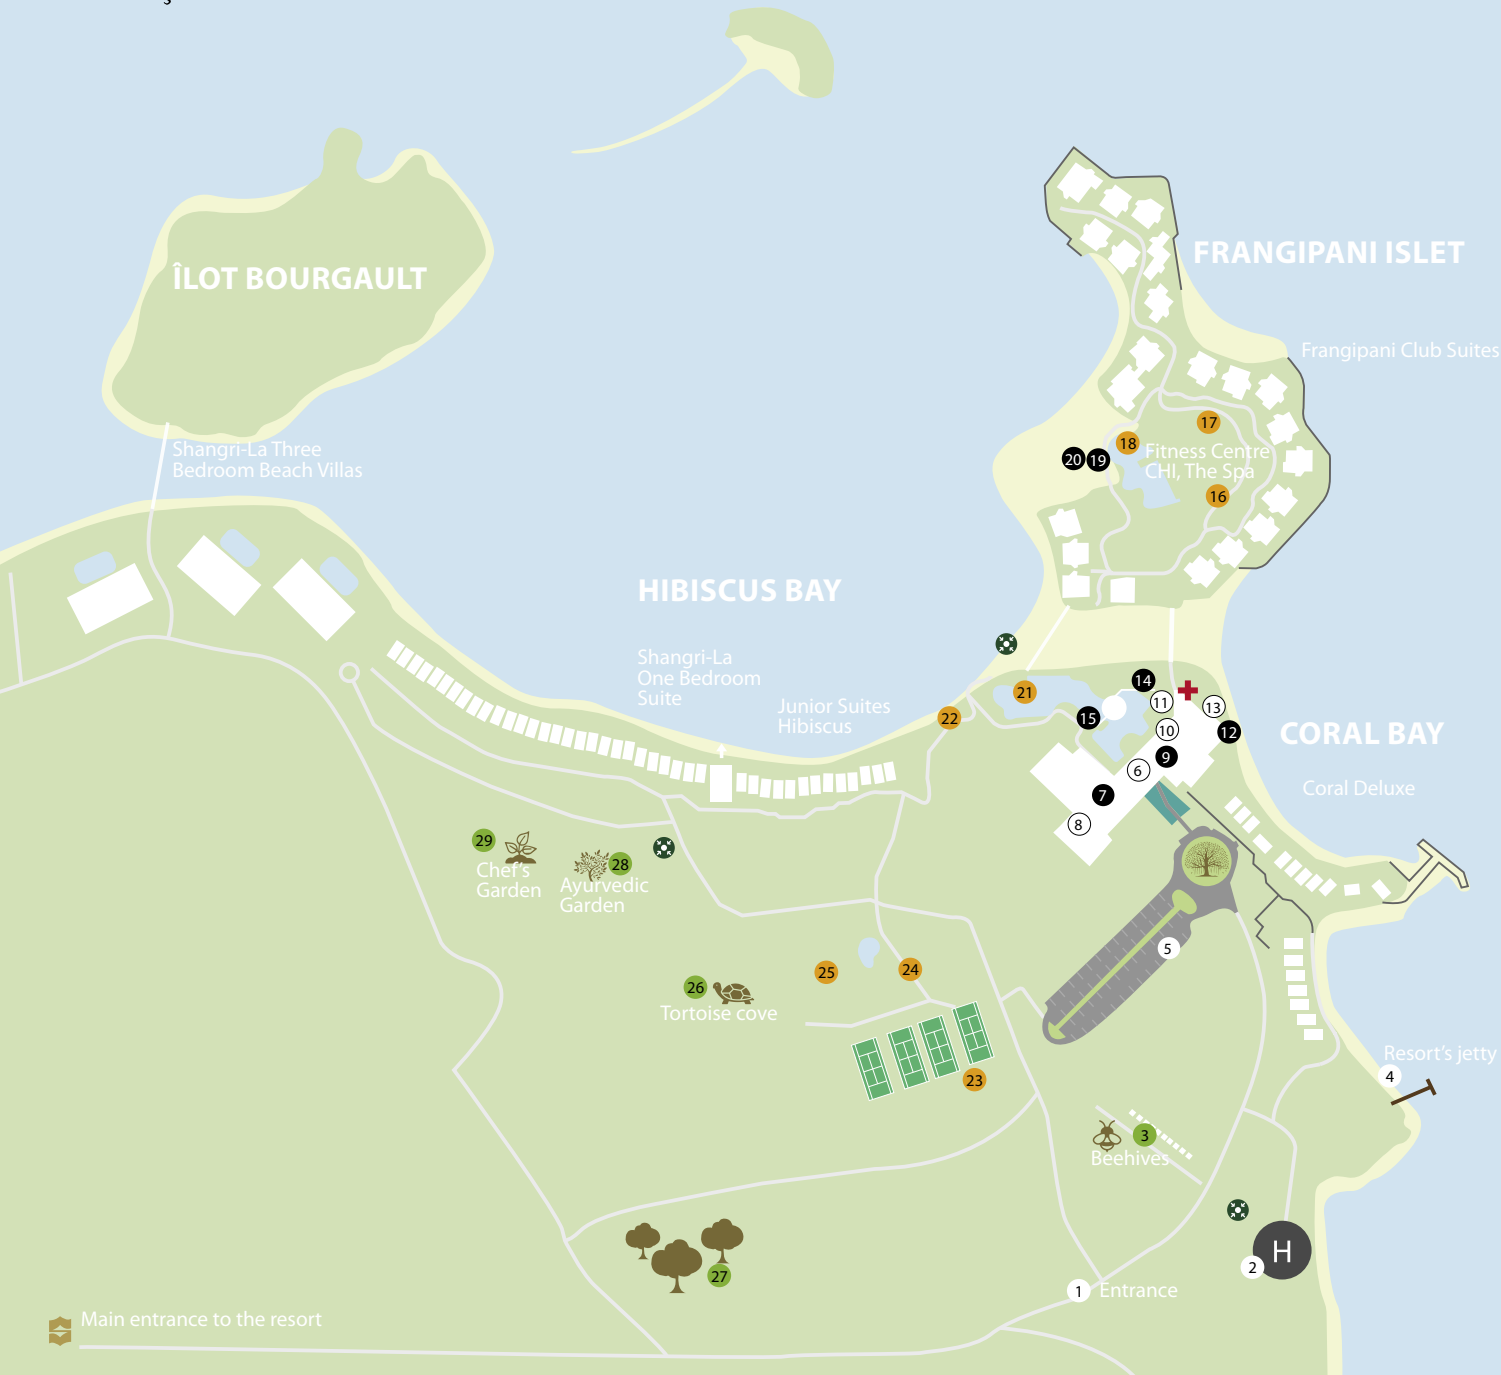 ÎLOT BOURGAULT
FRANGIPANI ISLET
Frangipani Club Suites
17
18
Fitness Centre
CHI, The Spa
20
19
16
Shangri-La Three
Bedroom Beach Villas
HIBISCUS BAY
Shangri-La
One Bedroom
Suite
Junior Suites
Hibiscus
21
22
14
11
13
15
10
12
9
6
7
8
CORAL BAY
Coral Deluxe
29
Chef's
Garden
28
Ayurvedic
Garden
5
25
24
26
Tortoise cove
23
Resort's jetty
4
3
Beehives
27
H
2
1
Entrance
Main entrance to the resort